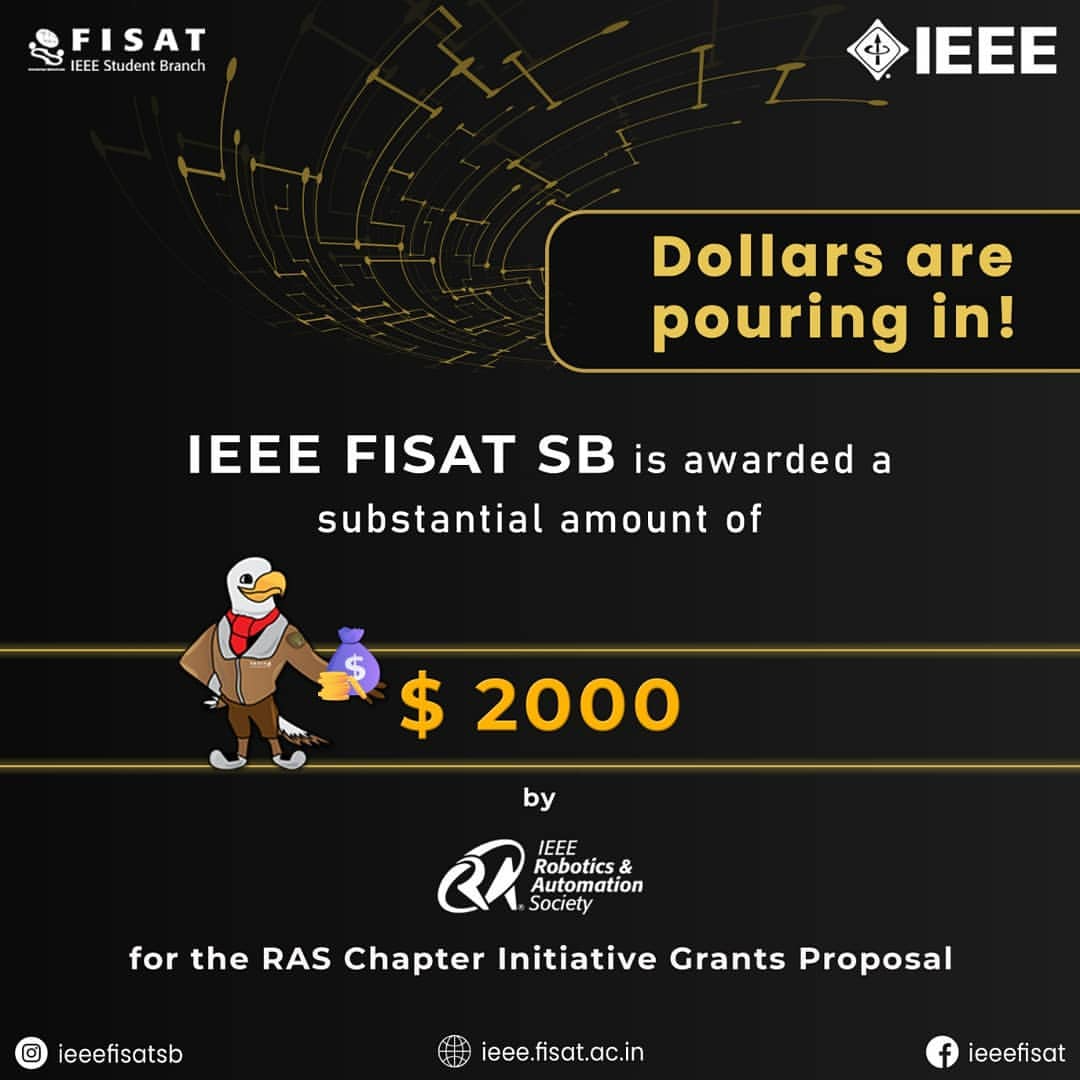 FISAT
IEEE Student Branch
IEEE
Dollars are
pouring in!
IEEE FISAT SB is awarded a
substantial amount of
$
$ 2000
by
IEEE
Robotics &
Automation
Society
RA
for the RAS Chapter Initiative Grants Proposal
ieeefisatsb
ieee.fisat.ac.in
ieeefisat